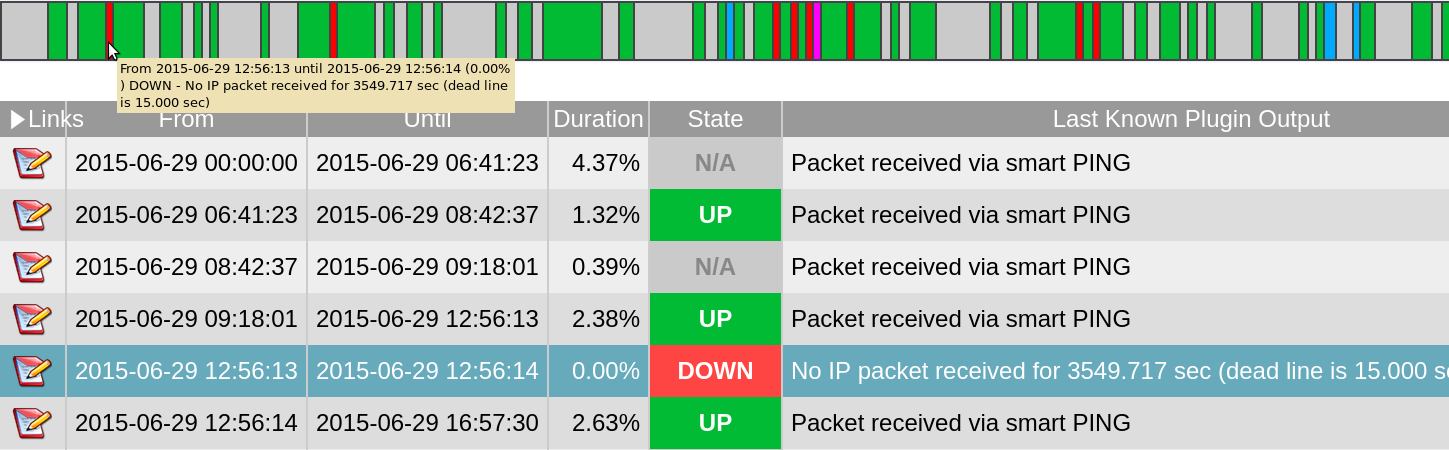 From 2015-06-29 12:56:13 until 2015-06-29 12:56:14 (0.00%
) DOWN - No IP packet received for 3549.717 sec (dead line
is 15.000 sec)
Links From Until Duration State Last Known Plugin Output
2015-06-29 00:00:00 2015-06-29 06:41:23 4.37% N/A Packet received via smart PING
2015-06-29 06:41:23 2015-06-29 08:42:37 1.32% UP Packet received via smart PING
2015-06-29 08:42:37 2015-06-29 09:18:01 0.39% N/A Packet received via smart PING
2015-06-29 09:18:01 2015-06-29 12:56:13 2.38% UP Packet received via smart PING
2015-06-29 12:56:13 2015-06-29 12:56:14 0.00% DOWN No IP packet received for 3549.717 sec (dead line is 15.000
2015-06-29 12:56:14 2015-06-29 16:57:30 2.63% UP Packet received via smart PING